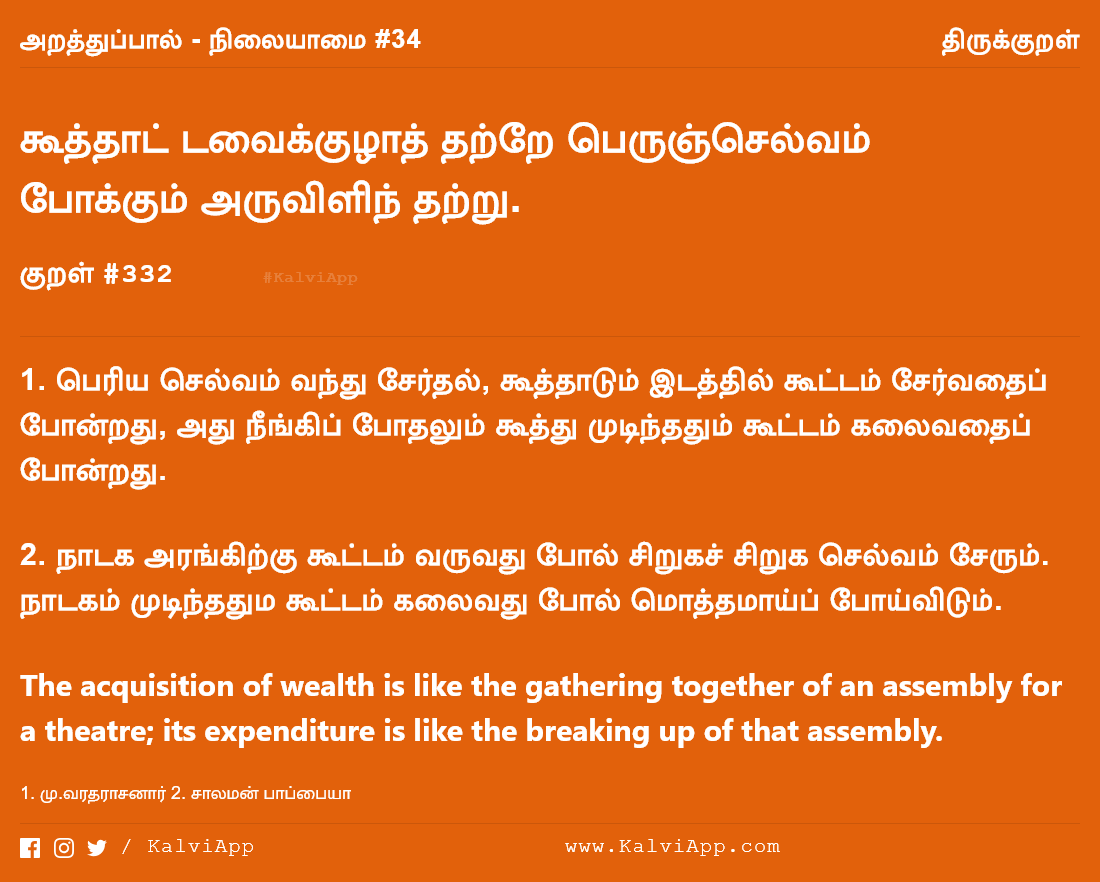 அறத்துப்பால் - நிலையாமை #34 திருக்குறள்
கூத்தாட் டவைக்குழாத் தற்றே பெருஞ்செல்வம்
போக்கும் அருவிளிந் தற்று.
குறள் #332 #KalviApp
1. பெரிய செல்வம் வந்து சேர்தல், கூத்தாடும் இடத்தில் கூட்டம் சேர்வதைப்
போன்றது, அது நீங்கிப் போதலும் கூத்து முடிந்ததும் கூட்டம் கலைவதைப்
போன்றது.
2. நாடக அரங்கிற்கு கூட்டம் வருவது போல் சிறுகச் சிறுக செல்வம் சேரும்.
நாடகம் முடிந்ததும கூட்டம் கலைவது போல் மொத்தமாய்ப் போய்விடும்.
The acquisition of wealth is like the gathering together of an assembly for
a theatre; its expenditure is like the breaking up of that assembly.
1. மு.வரதராசனார் 2. சாலமன் பாப்பையா
/ KalviApp www.KalviApp.com